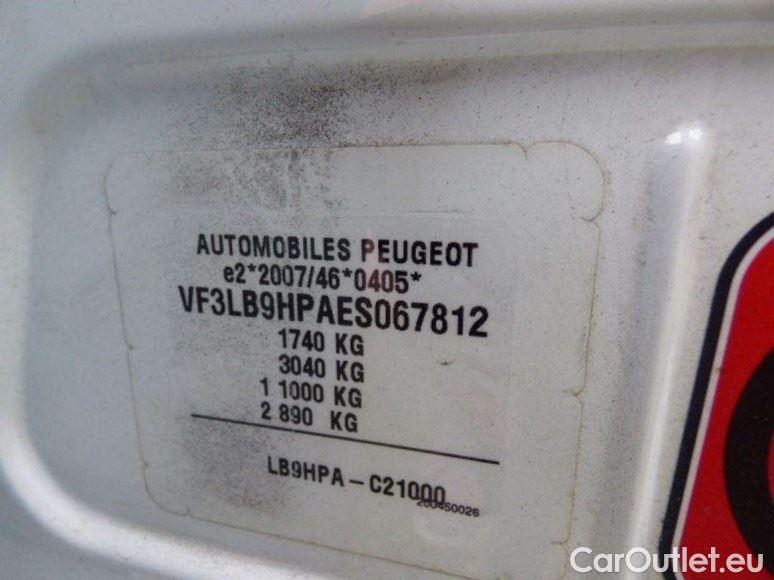 AUTOMOBILES PEUGEOT
e2*2007/46*0405*
VF3LB9HPAES067812
1740 KG
3040 KG
1 1000 KG
2 890 KG
LB9HPA - C21000
200450026
CarOutlet.eu